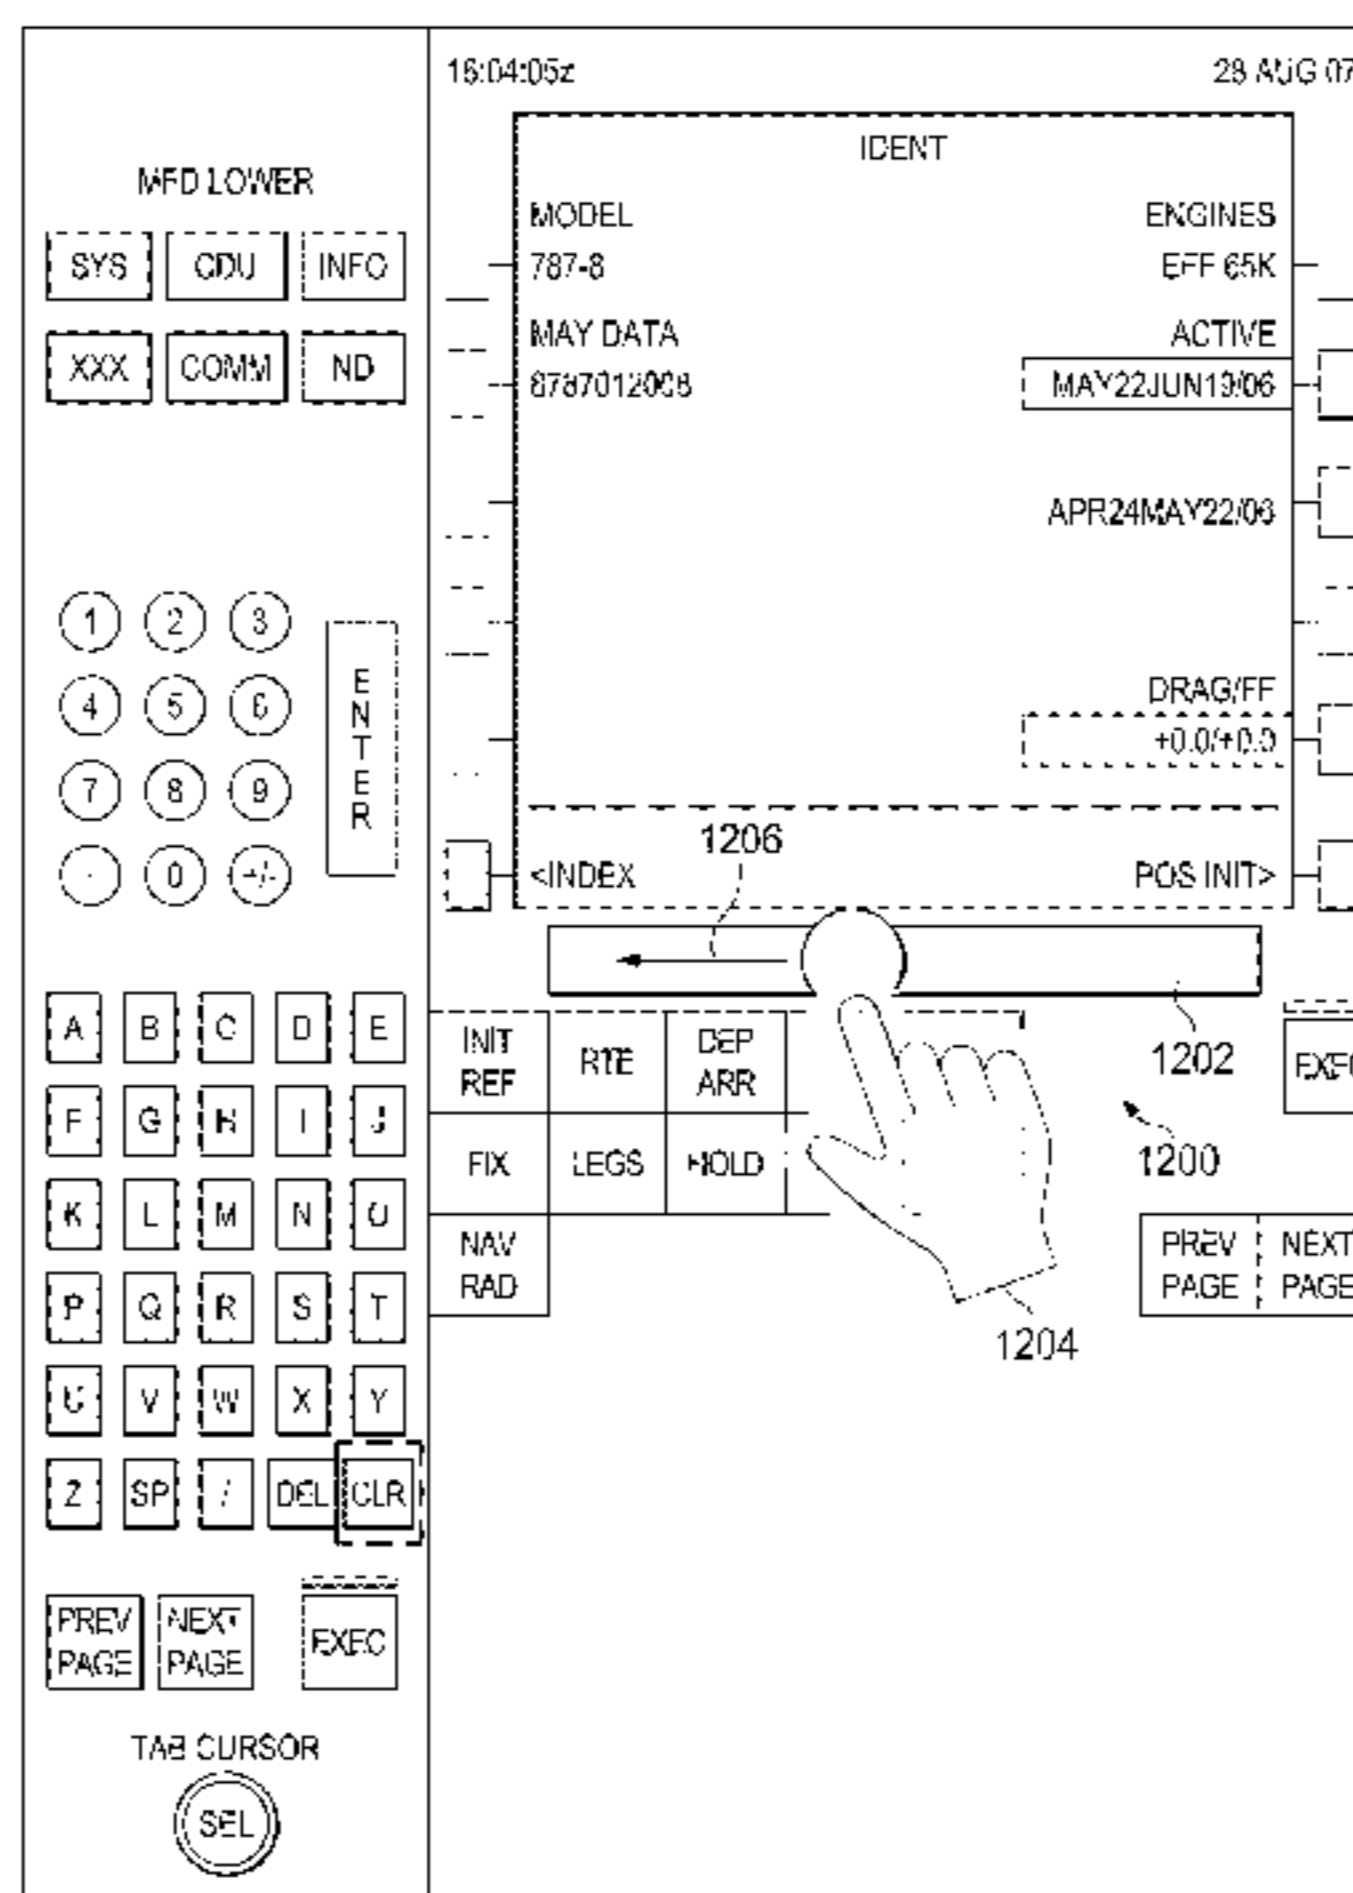 16:04:05z 28 AUG 07
MFD LOWER
SYS CDU INFO
XXX COMM ND
1 2 3
4 5 6
7 8 9
. 0 +/-
ENTER
A B C D E
F G H I J
K L M N O
P Q R S T
U V W X Y
Z SP / DEL CLR
PREV PAGE NEXT PAGE EXEC
TAB CURSOR
SEL
IDENT
MODEL ENGINES
787-8 EFF 65K
MAY DATA ACTIVE
8787012008 MAY22JUN19/06
APR24MAY22/06
DRAG/FF
+0.0/+0.0
1206
<INDEX POS INIT>
1202
INIT REF RTE DEP ARR
FIX LEGS HOLD
NAV RAD
1200
PREV PAGE NEXT PAGE
1204